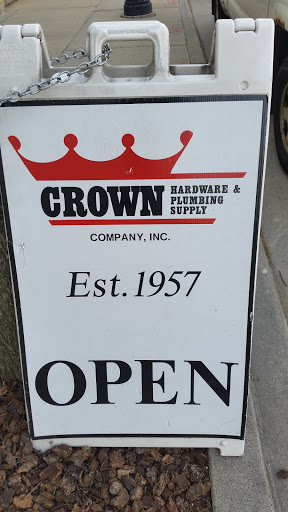 CROWN HARDWARE &
PLUMBING
SUPPLY
COMPANY, INC.
Est. 1957
OPEN